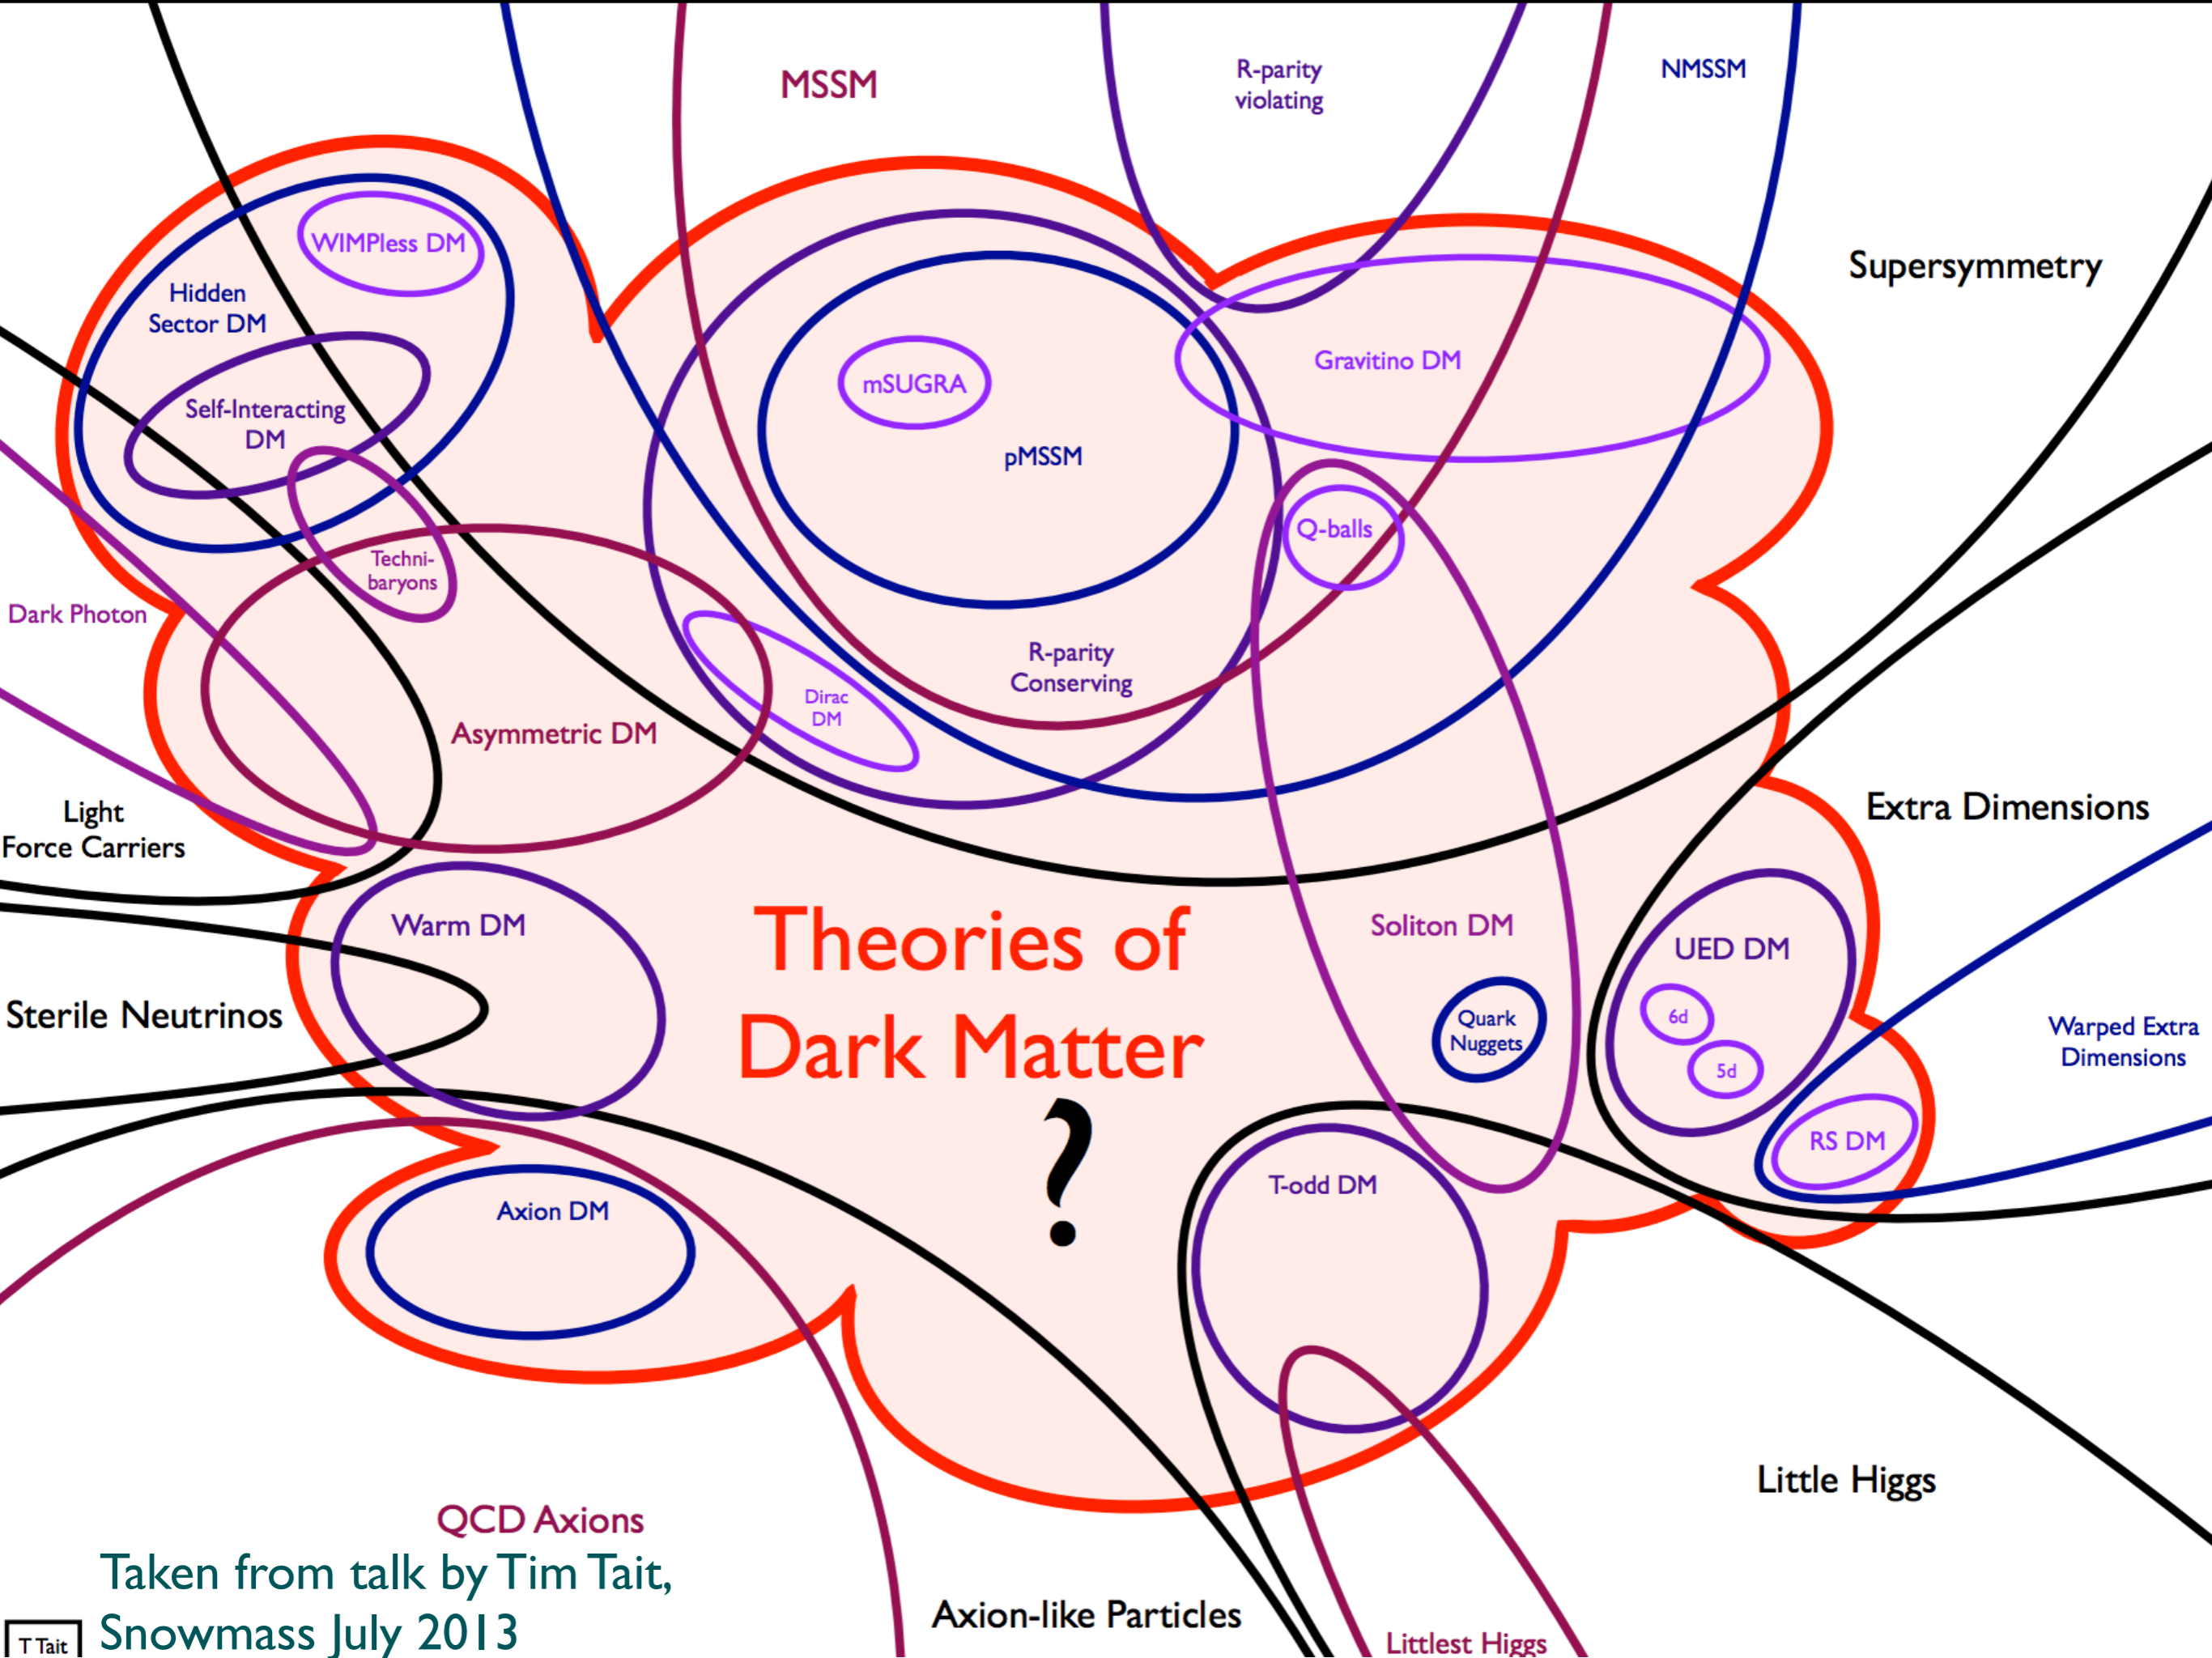 MSSM
R-parity
violating
NMSSM
WIMPless DM
Hidden
Sector DM
Supersymmetry
Self-Interacting
DM
mSUGRA
Gravitino DM
pMSSM
Q-balls
Techni-
baryons
Dark Photon
R-parity
Conserving
Dirac
DM
Asymmetric DM
Light
Force Carriers
Extra Dimensions
Warm DM
Theories of
Dark Matter
?
Soliton DM
UED DM
Sterile Neutrinos
Quark
Nuggets
6d
5d
Warped Extra
Dimensions
RS DM
Axion DM
T-odd DM
Little Higgs
QCD Axions
Taken from talk by Tim Tait,
Snowmass July 2013
T Tait
Axion-like Particles
Littlest Higgs